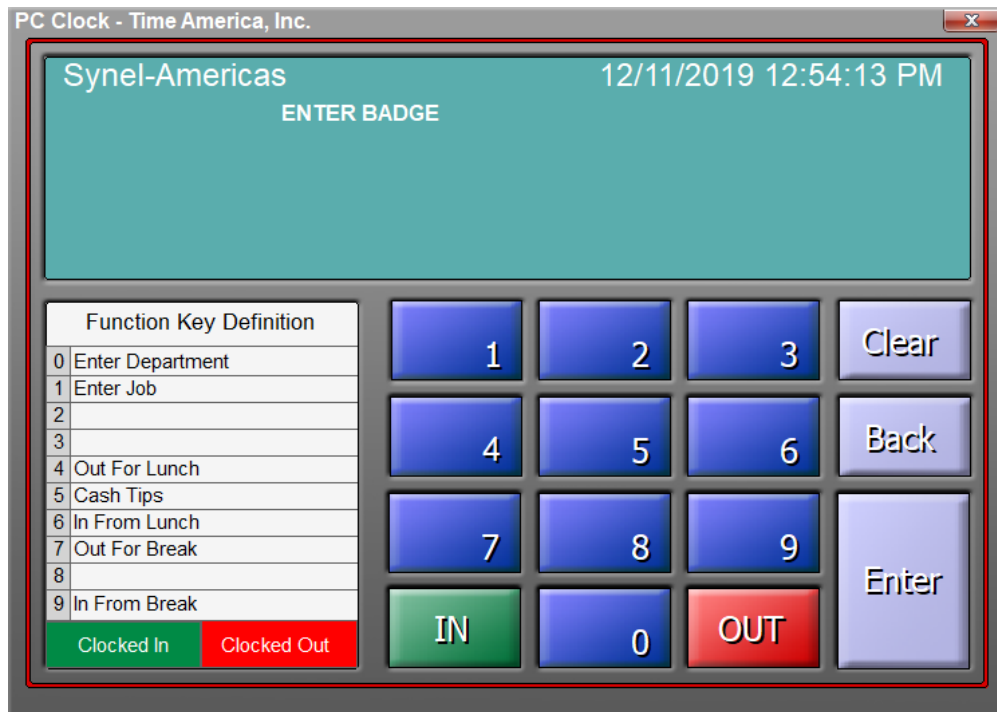 PC Clock - Time America, Inc.
x
Synel-Americas 12/11/2019 12:54:13 PM
ENTER BADGE
Function Key Definition
0 Enter Department
1 Enter Job
2
3
4 Out For Lunch
5 Cash Tips
6 In From Lunch
7 Out For Break
8
9 In From Break
Clocked In Clocked Out
1 2 3 Clear
4 5 6 Back
7 8 9 Enter
IN 0 OUT